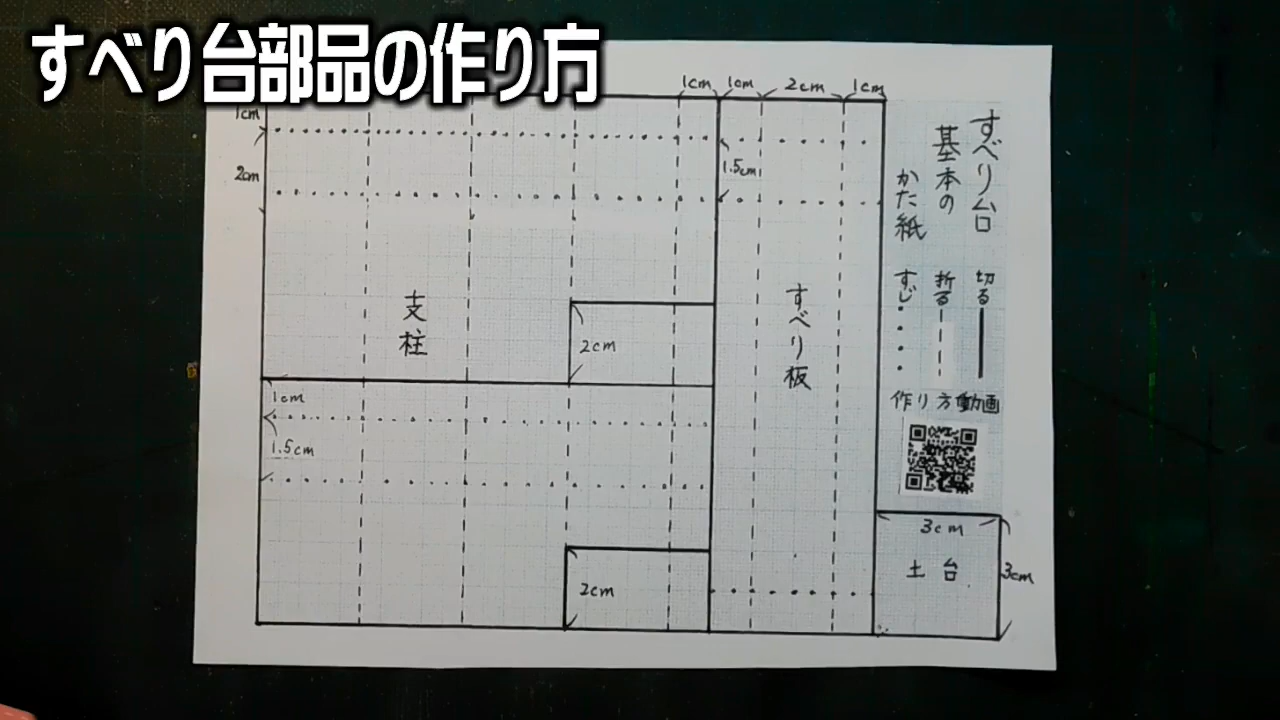 すべり台部品の作り方
1cm
1cm
2cm
1cm
1cm
2cm
1.5cm
すべり台
基本の
かた紙
切る
折る
すじ
作り方動画
支柱
2cm
すべり板
1cm
1.5cm
2cm
3cm
土台
3cm